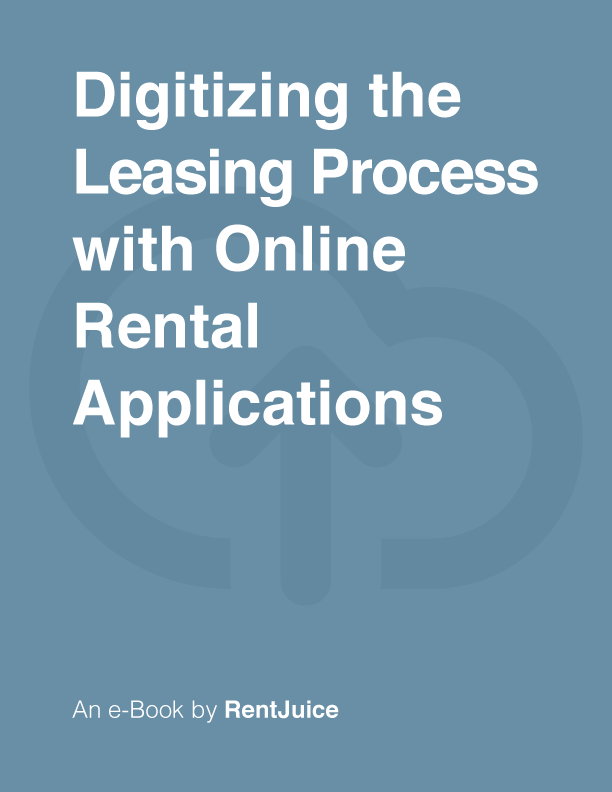 Digitizing the
Leasing Process
with Online
Rental
Applications
An e-Book by RentJuice